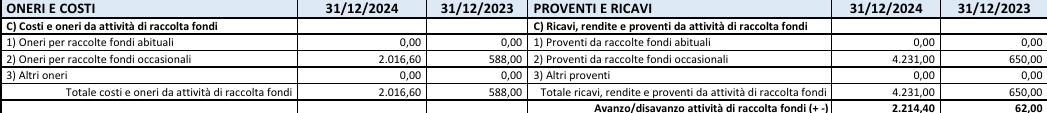 ONERI E COSTI 31/12/2024 31/12/2023 PROVENTI E RICAVI 31/12/2024 31/12/2023
C) Costi e oneri da attività di raccolta fondi C) Ricavi, rendite e proventi da attività di raccolta fondi
1) Oneri per raccolte fondi abituali 0,00 0,00 1) Proventi da raccolte fondi abituali 0,00 0,00
2) Oneri per raccolte fondi occasionali 2.016,60 588,00 2) Proventi da raccolte fondi occasionali 4.231,00 650,00
3) Altri oneri 0,00 0,00 3) Altri proventi 0,00 0,00
Totale costi e oneri da attività di raccolta fondi 2.016,60 588,00 Totale ricavi, rendite e proventi da attività di raccolta fondi 4.231,00 650,00
Avanzo/disavanzo attività di raccolta fondi (+ -) 2.214,40 62,00